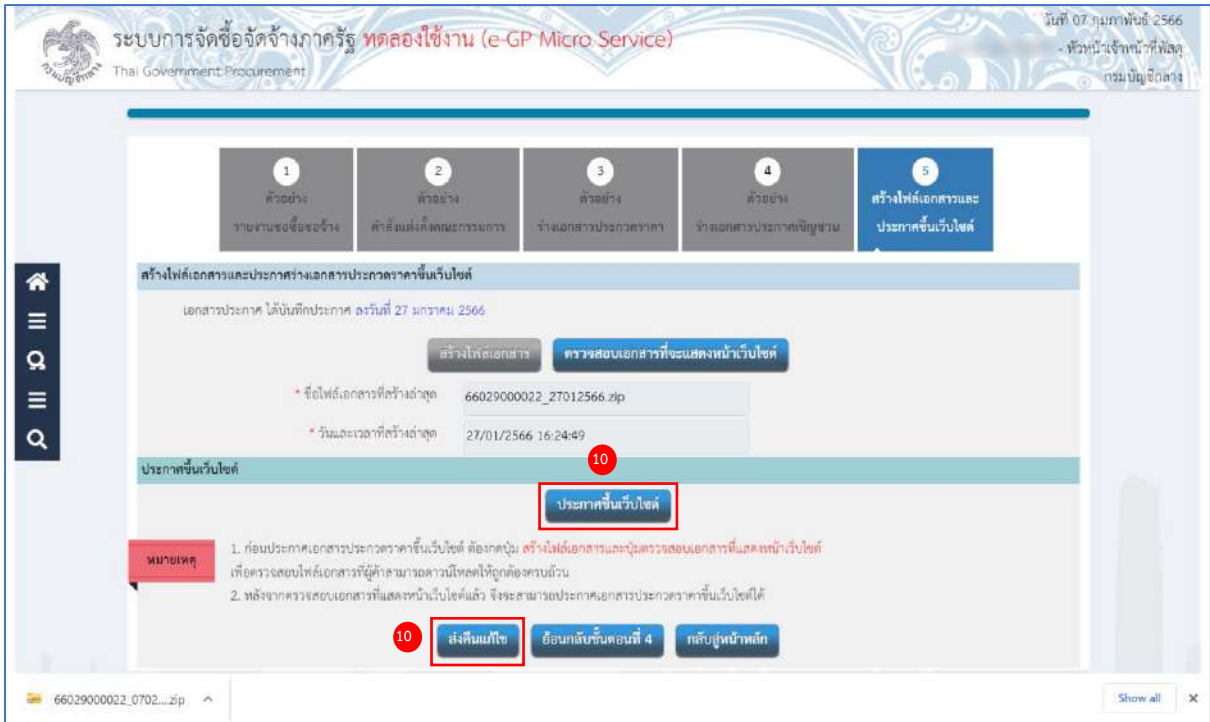 วันที่ 07 กุมภาพันธ์ 2566
ระบบการจัดซื้อจัดจ้างภาครัฐ ทดลองใช้งาน (e-GP Micro Service)
- หัวหน้าเจ้าหน้าที่พัสดุ
Thai Government Procurement
กรมบัญชีกลาง
1
ตัวอย่าง
รายงานขอซื้อขอจ้าง
2
ตัวอย่าง
คำสั่งแต่งตั้งคณะกรรมการ
3
ตัวอย่าง
ร่างเอกสารประกวดราคา
4
ตัวอย่าง
ร่างเอกสารประกาศเชิญชวน
5
สร้างไฟล์เอกสารและ
ประกาศขึ้นเว็บไซต์
สร้างไฟล์เอกสารและประกาศร่างเอกสารประกวดราคาขึ้นเว็บไซต์
เอกสารประกาศ ได้บันทึกประกาศ ลงวันที่ 27 มกราคม 2566
สร้างไฟล์เอกสาร ตรวจสอบเอกสารที่จะแสดงหน้าเว็บไซต์
* ชื่อไฟล์เอกสารที่สร้างล่าสุด 66029000022_27012566.zip
* วันและเวลาที่สร้างล่าสุด 27/01/2566 16:24:49
10
ประกาศขึ้นเว็บไซต์
ประกาศขึ้นเว็บไซต์
หมายเหตุ
1. ก่อนประกาศเอกสารประกวดราคาขึ้นเว็บไซต์ ต้องกดปุ่ม สร้างไฟล์เอกสารและปุ่มตรวจสอบเอกสารที่แสดงหน้าเว็บไซต์
เพื่อตรวจสอบไฟล์เอกสารที่ผู้ค้าสามารถดาวน์โหลดให้ถูกต้องครบถ้วน
2. หลังจากตรวจสอบเอกสารที่แสดงหน้าเว็บไซต์แล้ว จึงจะสามารถประกาศเอกสารประกวดราคาขึ้นเว็บไซต์ได้
10 ส่งคืนแก้ไข ย้อนกลับขั้นตอนที่ 4 กลับสู่หน้าหลัก
66029000022_0702....zip
Show all